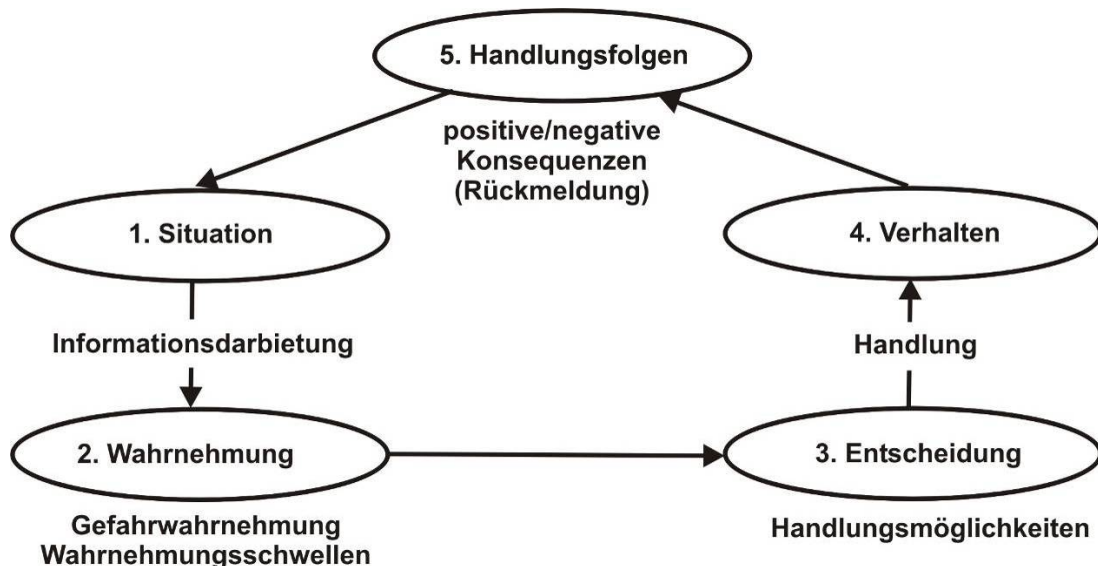 5. Handlungsfolgen
positive/negative
Konsequenzen
(Rückmeldung)
1. Situation
4. Verhalten
Informationsdarbietung
Handlung
2. Wahrnehmung
3. Entscheidung
Gefahrwahrnehmung
Wahrnehmungsschwellen
Handlungsmöglichkeiten